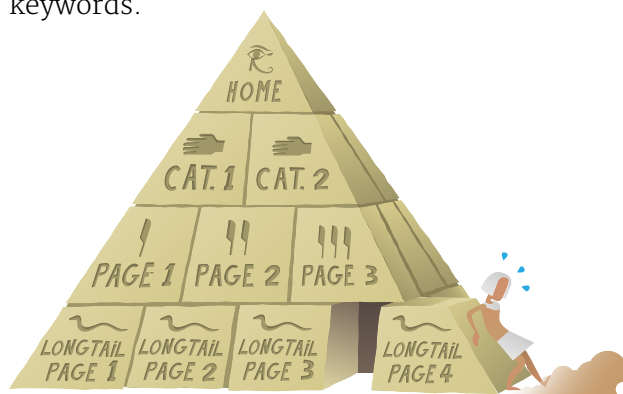 keywords.
HOME
CAT. 1
CAT. 2
PAGE 1
PAGE 2
PAGE 3
LONGTAiL
PAGE 1
LONGTAiL
PAGE 2
LONGTAiL
PAGE 3
LONGTAiL
PAGE 4